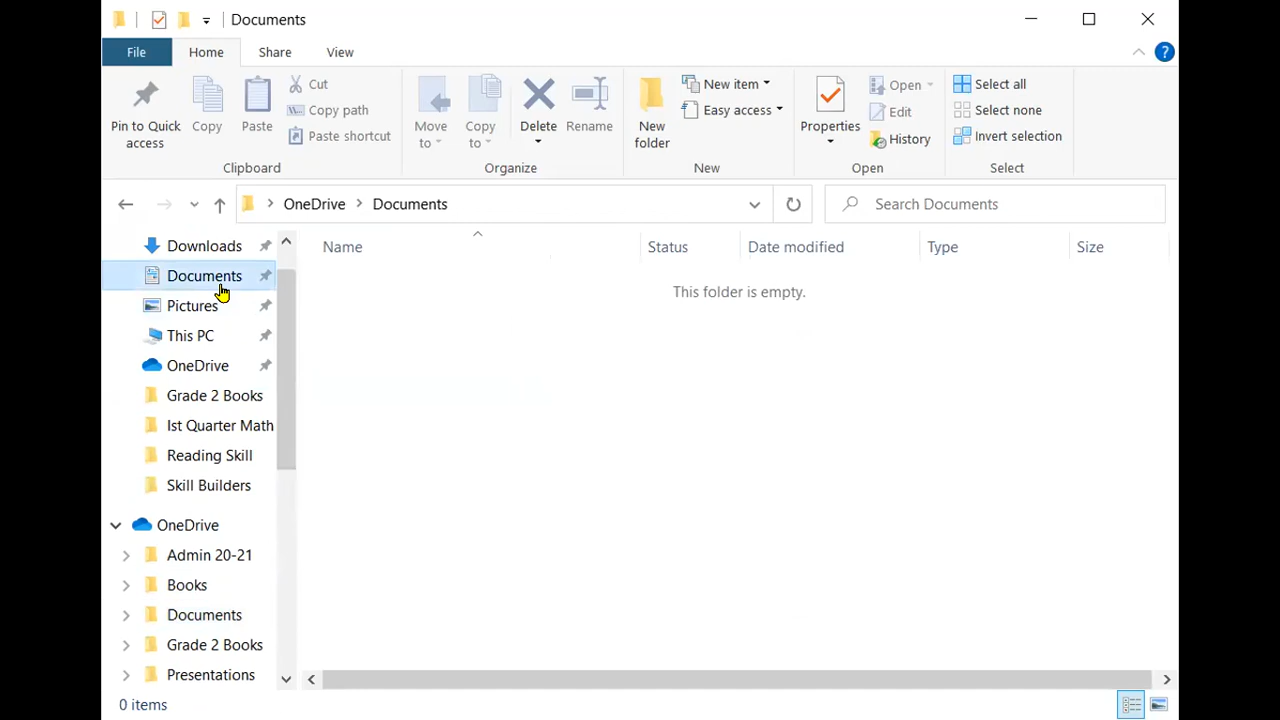 Documents
File
Home
Share
View
?
Pin to Quick
access
Copy
Paste
Cut
Copy path
Paste shortcut
Clipboard
Move
to
Copy
to
Delete
Rename
Organize
New
folder
New item
Easy access
New
Properties
Open
Edit
History
Open
Select all
Select none
Invert selection
Select
OneDrive
Documents
Search Documents
Name
Status
Date modified
Type
Size
This folder is empty.
Downloads
Documents
Pictures
This PC
OneDrive
Grade 2 Books
Ist Quarter Math
Reading Skill
Skill Builders
OneDrive
Admin 20-21
Books
Documents
Grade 2 Books
Presentations
0 items